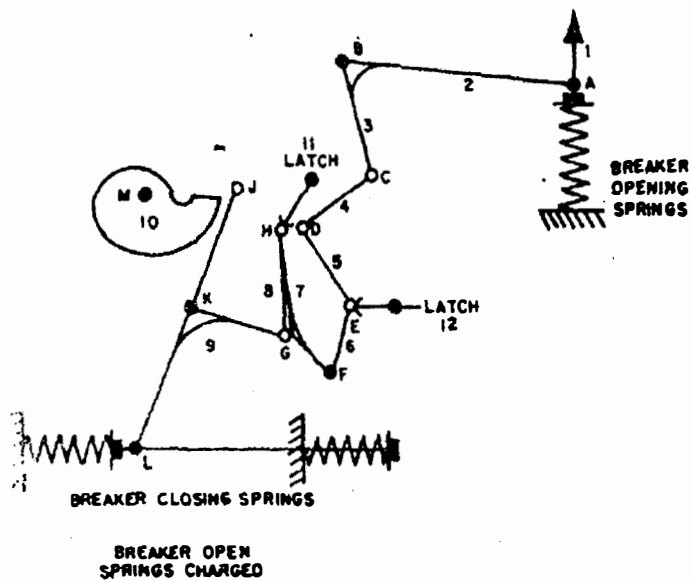 1
B
A
2
3
11
LATCH
J
M
10
C
BREAKER
OPENING
SPRINGS
4
H
D
5
8
7
K
E
LATCH
12
9
G
6
F
L
BREAKER CLOSING SPRINGS
BREAKER OPEN
SPRINGS CHARGED